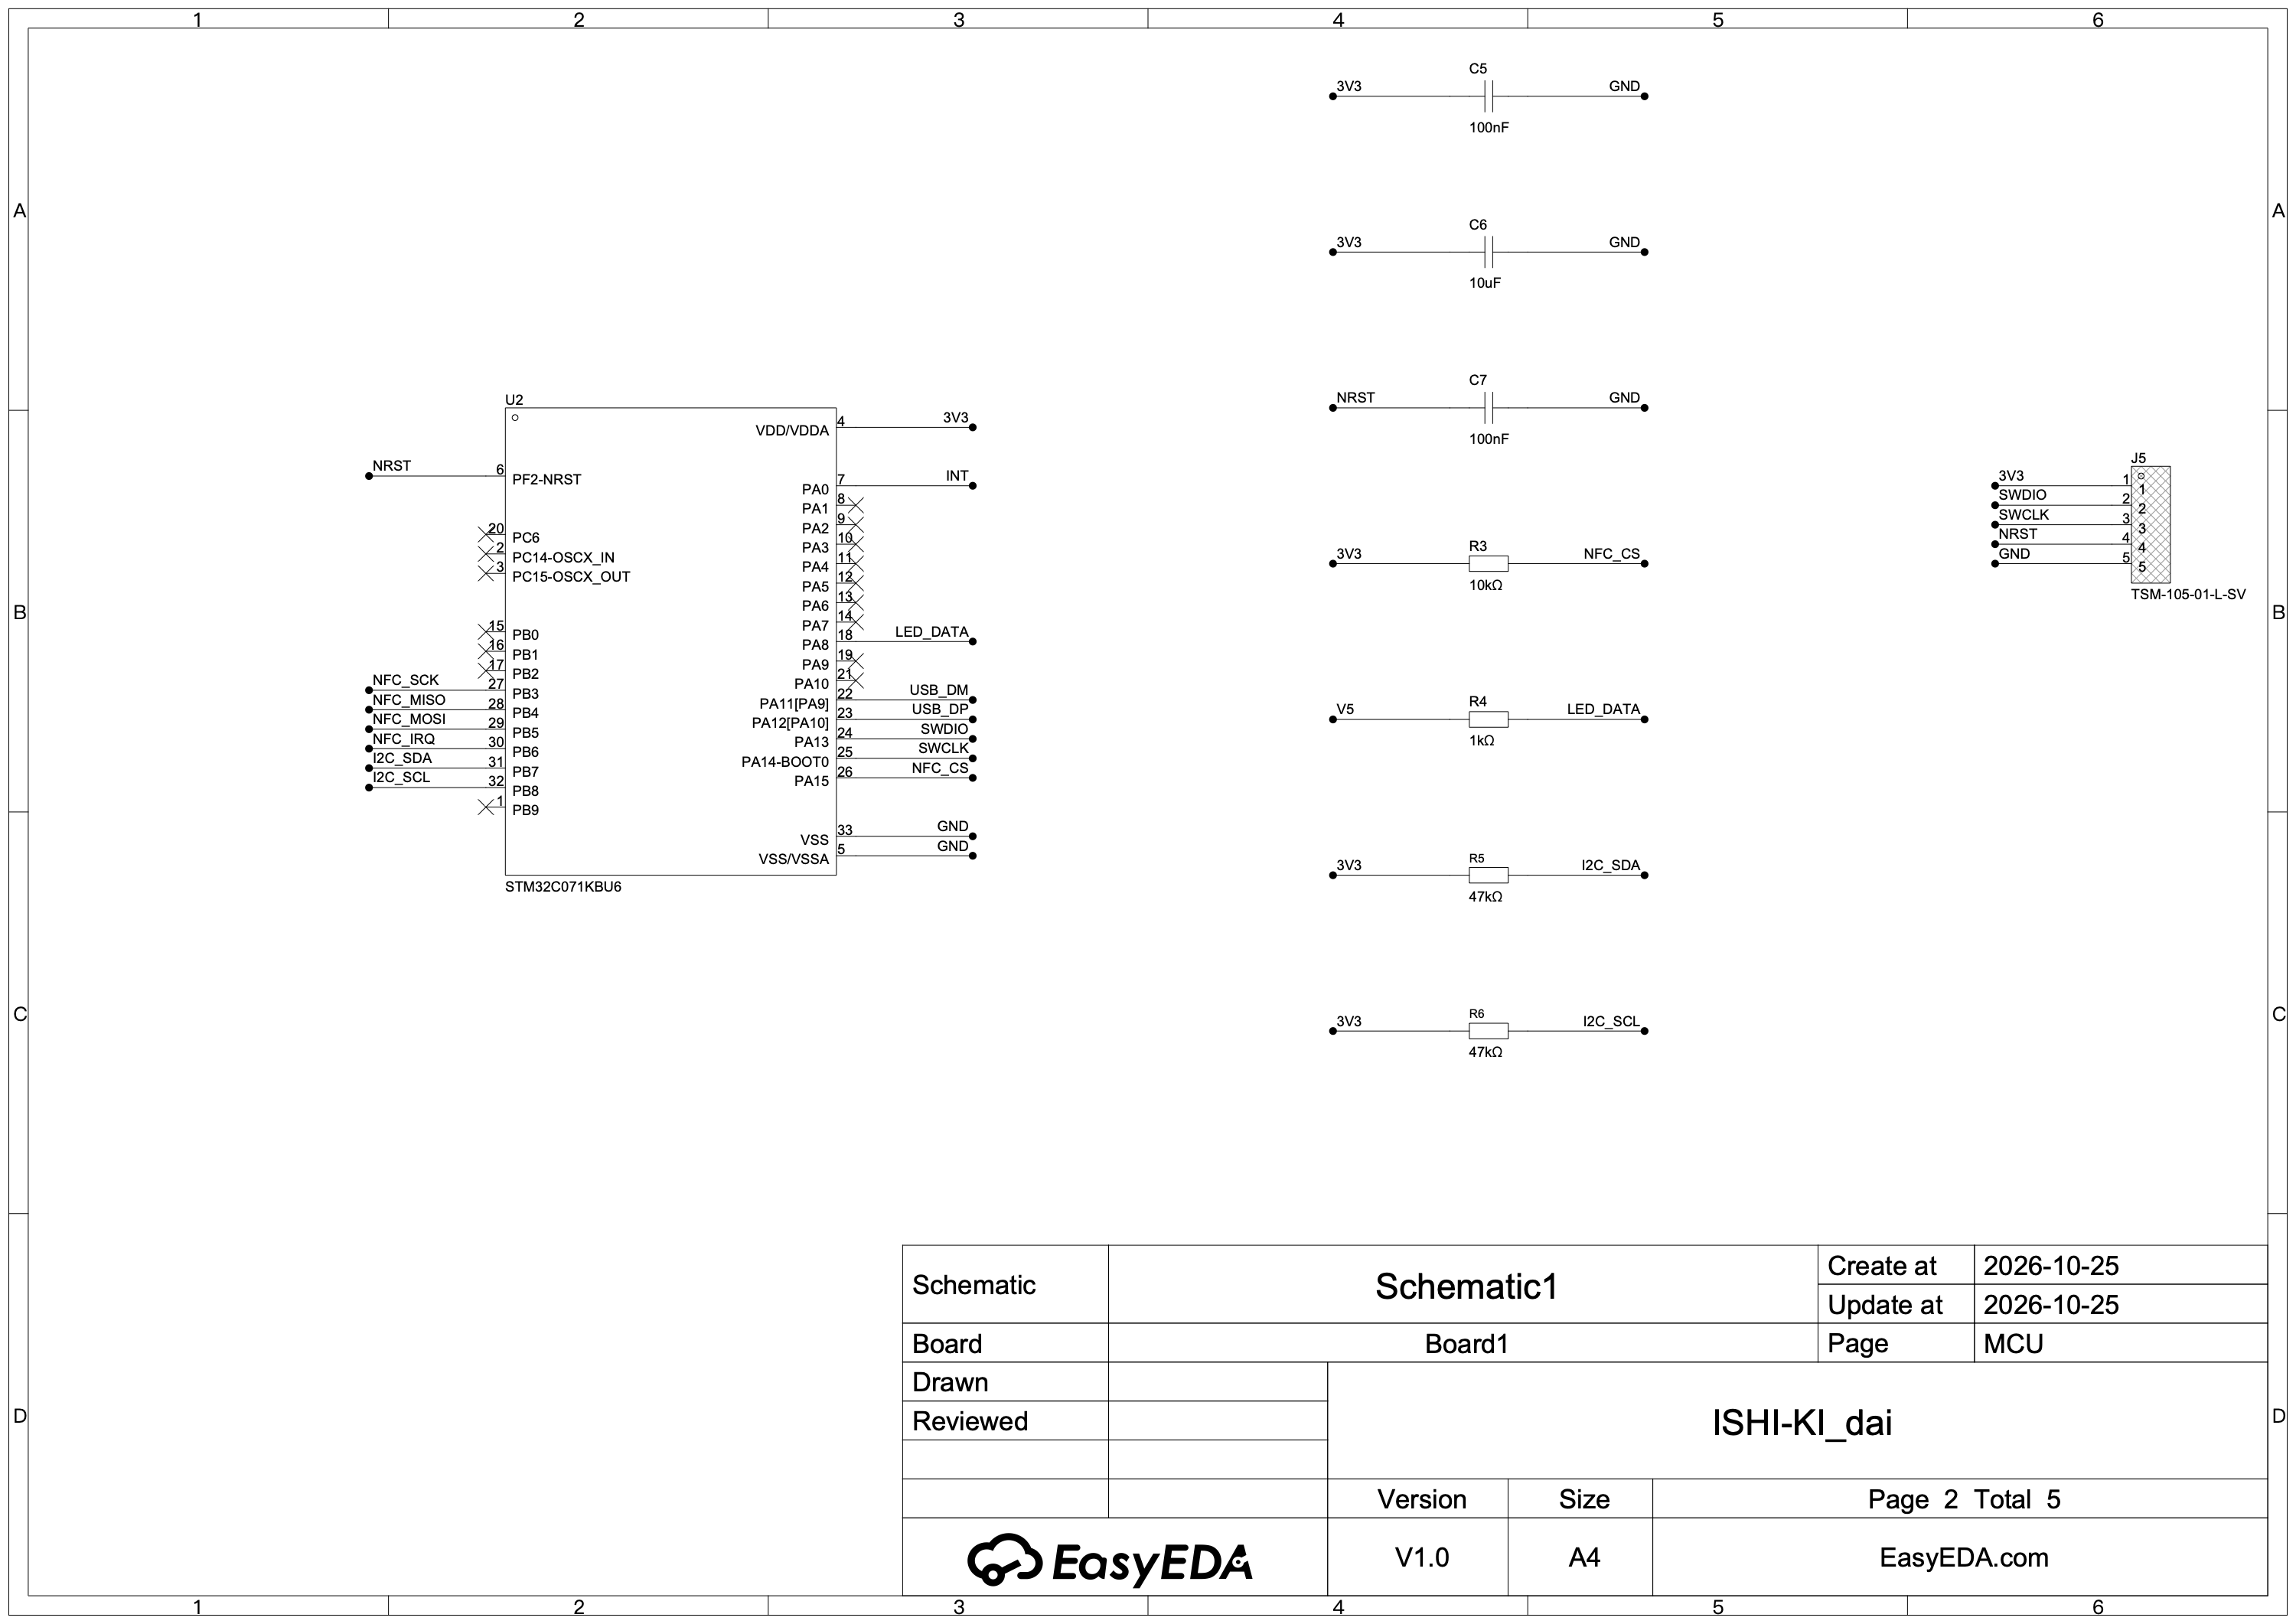 1 2 3 4 5 6
A A
B B
C C
D D
U2
NRST 6 PF2-NRST
20 PC6
2 PC14-OSCX_IN
3 PC15-OSCX_OUT
15 PB0
16 PB1
17 PB2
NFC_SCK 27 PB3
NFC_MISO 28 PB4
NFC_MOSI 29 PB5
NFC_IRQ 30 PB6
I2C_SDA 31 PB7
I2C_SCL 32 PB8
1 PB9
VDD/VDDA 4 3V3
PA0 7 INT
PA1 8
PA2 9
PA3 10
PA4 11
PA5 12
PA6 13
PA7 14
PA8 18 LED_DATA
PA9 19
PA10 21
PA11[PA9] 22 USB_DM
PA12[PA10] 23 USB_DP
PA13 24 SWDIO
PA14-BOOT0 25 SWCLK
PA15 26 NFC_CS
VSS 33 GND
VSS/VSSA 5 GND
STM32C071KBU6
C5
3V3 GND
100nF
C6
3V3 GND
10uF
C7
NRST GND
100nF
R3
3V3 NFC_CS
10kΩ
R4
V5 LED_DATA
1kΩ
R5
3V3 I2C_SDA
47kΩ
R6
3V3 I2C_SCL
47kΩ
J5
3V3 1 1
SWDIO 2 2
SWCLK 3 3
NRST 4 4
GND 5 5
TSM-105-01-L-SV
Schematic Schematic1 Create at 2026-10-25
Update at 2026-10-25
Board Board1 Page MCU
Drawn
Reviewed
ISHI-KI_dai
Version Size Page 2 Total 5
EasyEDA V1.0 A4 EasyEDA.com
1 2 3 4 5 6